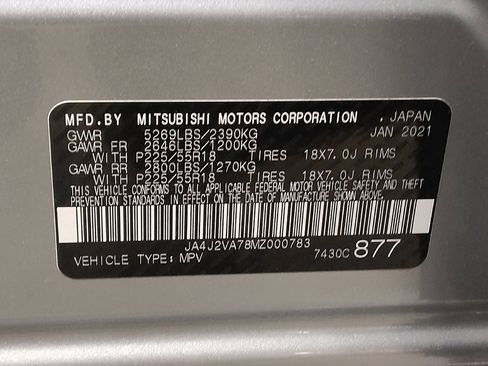 MFD.BY MITSUBISHI MOTORS CORPORATION , JAPAN
GVWR 5269LBS/2390KG JAN 2021
GAWR FR 2646LBS/1200KG
WITH P225/55R18 TIRES 18X7.0J RIMS
GAWR RR 2800LBS/1270KG
WITH P225/55R18 TIRES 18X7.0J RIMS
THIS VEHICLE CONFORMS TO ALL APPLICABLE FEDERAL MOTOR VEHICLE SAFETY AND
THEFT PREVENTION STANDARDS IN EFFECT ON THE DATE OF MANUFACTURE SHOWN ABOVE.
JA4J2VA78MZ000783
VEHICLE TYPE: MPV 7430C 877